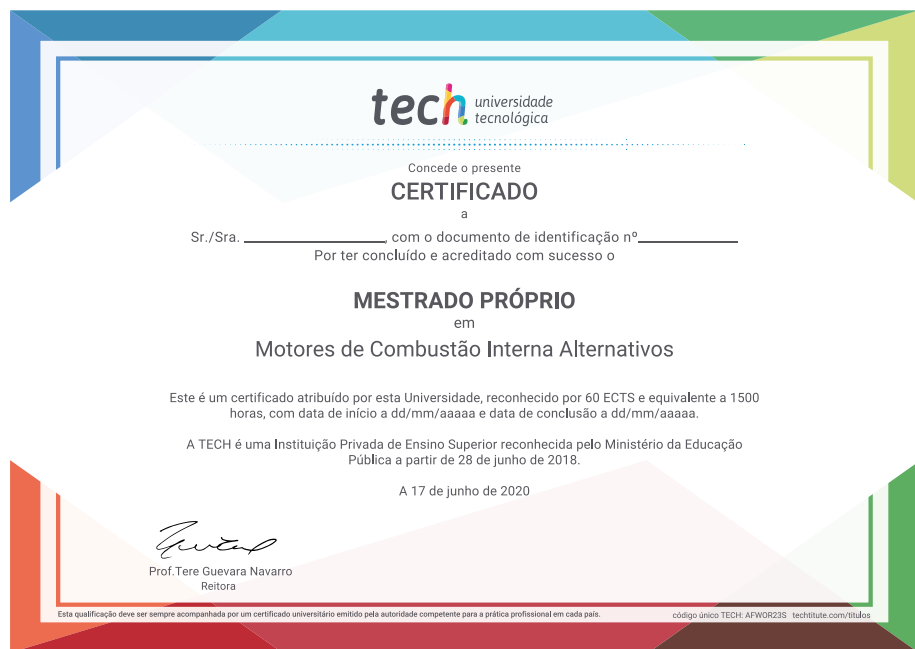 tech universidade
tecnológica
Concede o presente
CERTIFICADO
a
Sr./Sra. , com o documento de identificação nº
Por ter concluído e acreditado com sucesso o
MESTRADO PRÓPRIO
em
Motores de Combustão Interna Alternativos
Este é um certificado atribuído por esta Universidade, reconhecido por 60 ECTS e equivalente a 1500
horas, com data de início a dd/mm/aaaaa e data de conclusão a dd/mm/aaaaa.
A TECH é uma Instituição Privada de Ensino Superior reconhecida pelo Ministério da Educação
Pública a partir de 28 de junho de 2018.
A 17 de junho de 2020
Prof.Tere Guevara Navarro
Reitora
Esta qualificação deve ser sempre acompanhada por um certificado universitário emitido pela autoridade competente para a prática profissional em cada país.
código único TECH: AFWOR23S techtitute.com/titulos